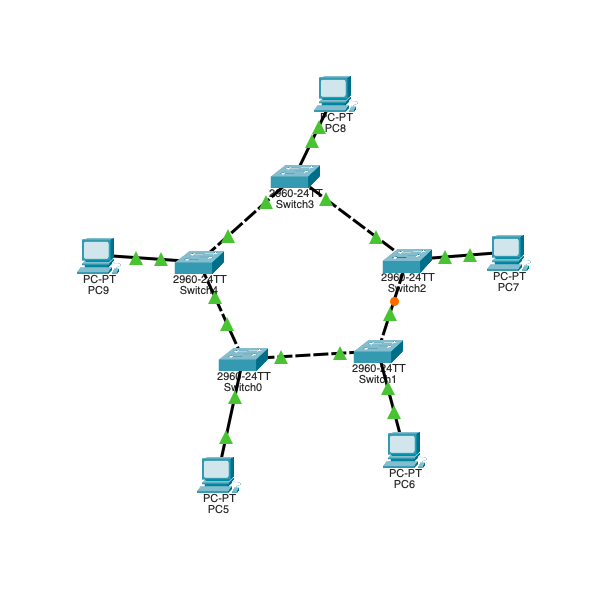 PC-PT
PC8
2960-24TT
Switch3
PC-PT
PC9
2960-24TT
Switch4
2960-24TT
Switch2
PC-PT
PC7
2960-24TT
Switch0
2960-24TT
Switch1
PC-PT
PC6
PC-PT
PC5